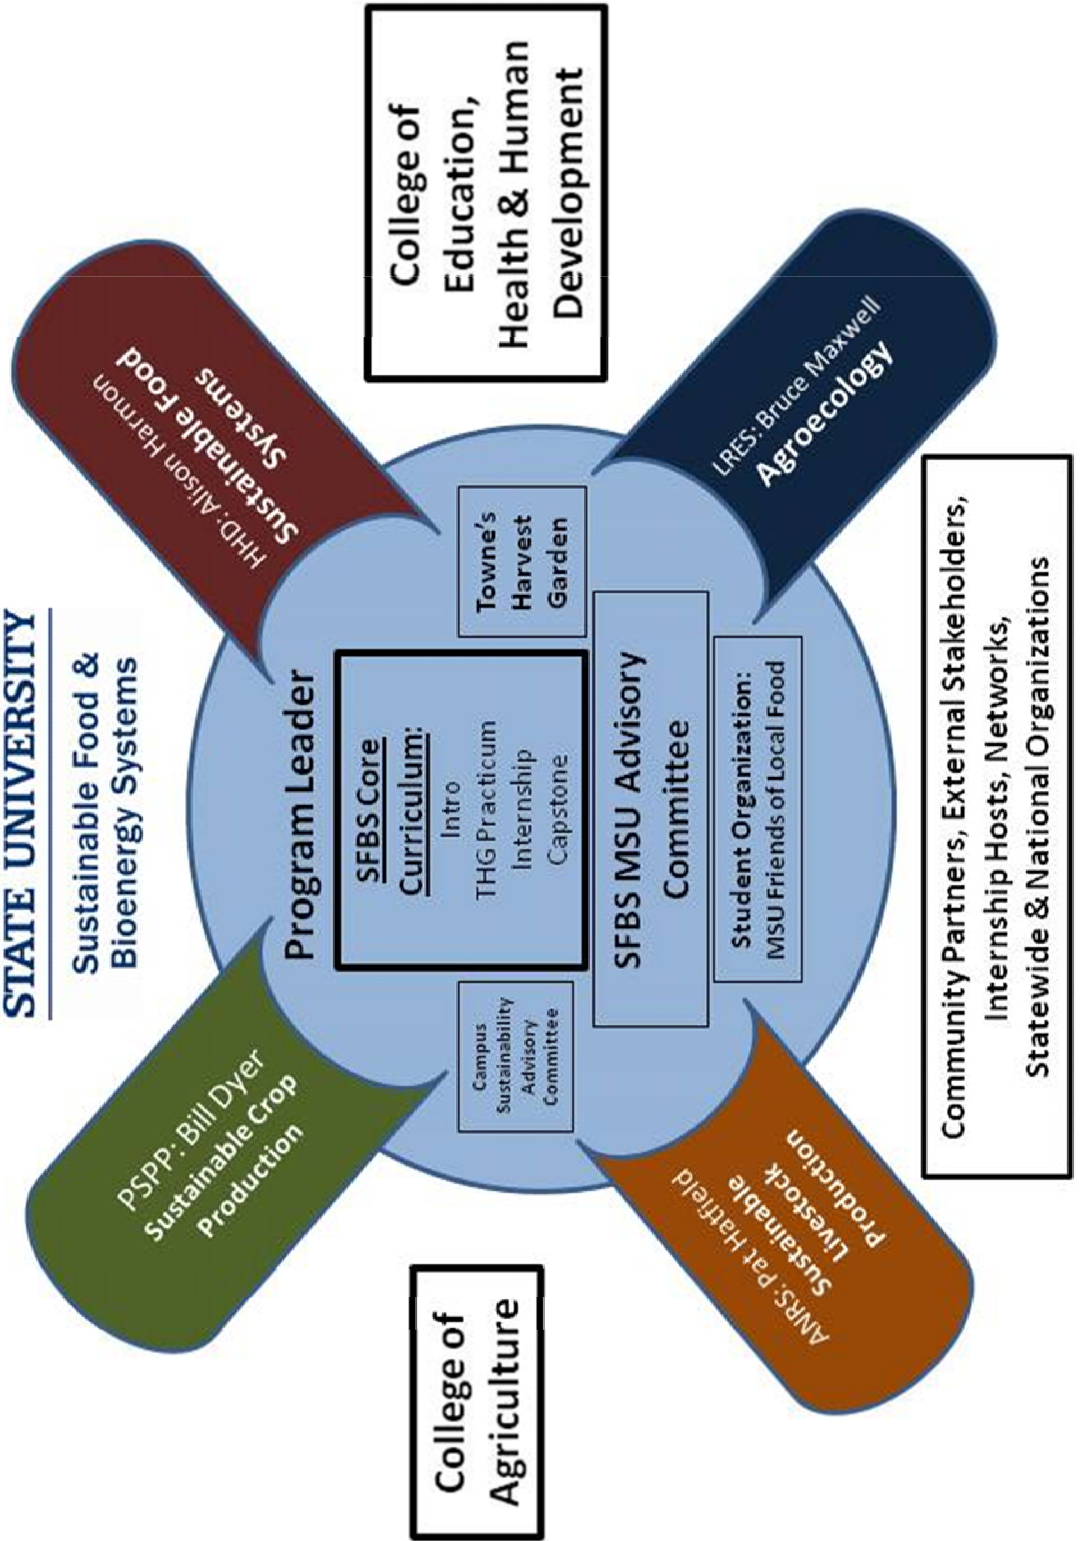 STATE UNIVERSITY
Sustainable Food &
Bioenergy Systems
PSPP: Bill Dyer
Sustainable Crop
Production
HHD: Alison Harmon
Sustainable Food
Systems
Program Leader
SFBS Core
Curriculum:
Intro
THG Practicum
Internship
Capstone
College of
Agriculture
Campus
Sustainability
Advisory
Committee
Towne's
Harvest
Garden
College of
Education,
Health & Human
Development
SFBS MSU Advisory
Committee
Student Organization:
MSU Friends of Local Food
ANRS: Pat Hatfield
Sustainable
Livestock
Production
LRES: Bruce Maxwell
Agroecology
Community Partners, External Stakeholders,
Internship Hosts, Networks,
Statewide & National Organizations